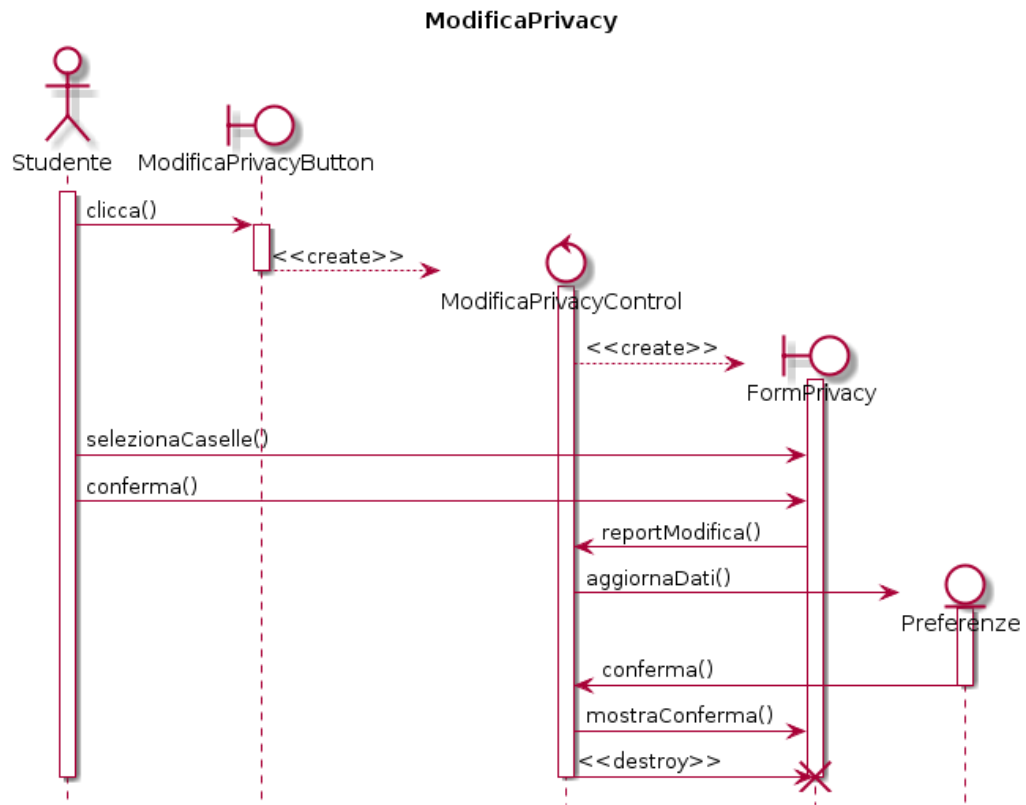 ModificaPrivacy
Studente
ModificaPrivacyButton
clicca()
<<create>>
ModificaPrivacyControl
<<create>>
FormPrivacy
selezionaCaselle()
conferma()
reportModifica()
aggiornaDati()
Preferenze
conferma()
mostraConferma()
<<destroy>>